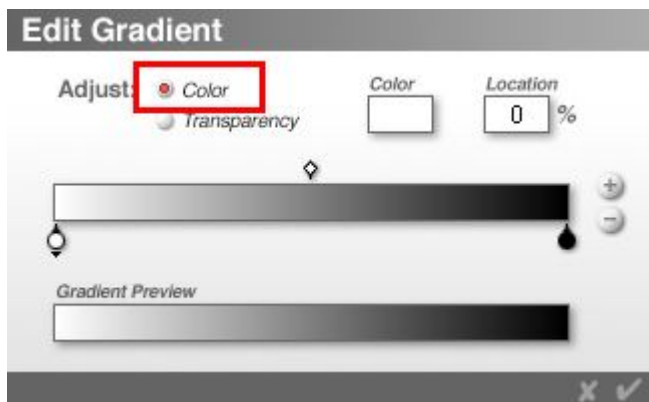 Edit Gradient
Adjust: Color Color Location
Transparency 0 %
Gradient Preview